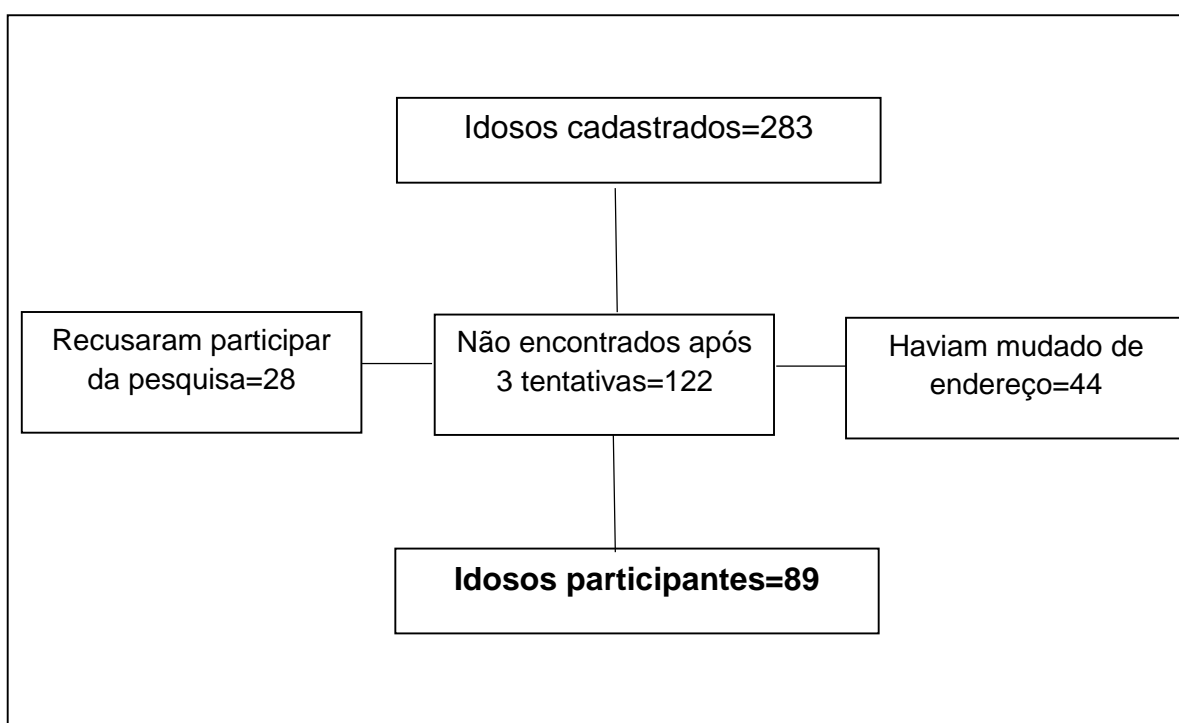 Idosos cadastrados=283
Recusaram participar
da pesquisa=28
Não encontrados após
3 tentativas=122
Haviam mudado de
endereço=44
Idosos participantes=89